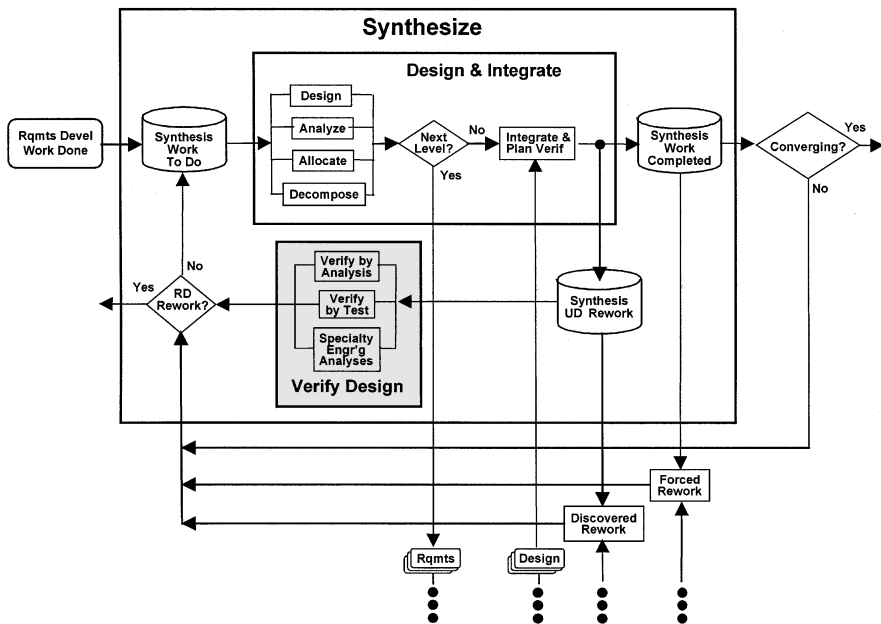 Synthesize
Design & Integrate
Design
Analyze
Allocate
Decompose
Rqmts Devel
Work Done
Synthesis
Work
To Do
Next
Level?
No
Yes
Integrate &
Plan Verif
Synthesis
Work
Completed
Converging?
Yes
No
No
Yes
RD
Rework?
Verify by
Analysis
Verify
by Test
Specialty
Engr'g
Analyses
Verify Design
Synthesis
UD Rework
Forced
Rework
Discovered
Rework
Rqmts
Design